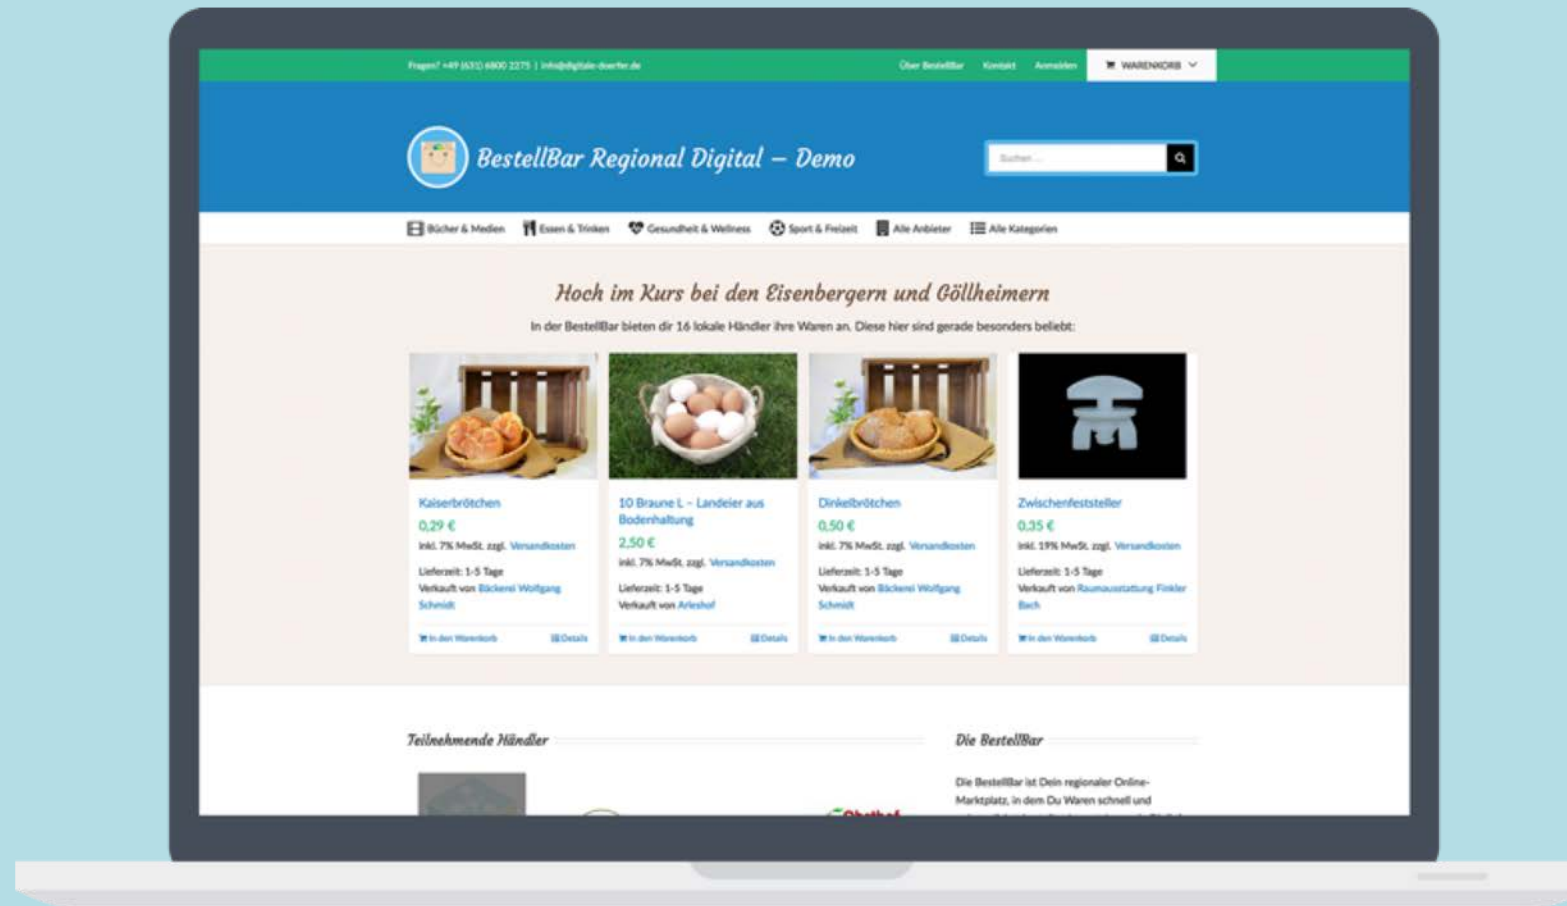 Fragen? +49 (631) 6800 2275 | info@digitale-doerfer.de
Über BestellBar Kontakt Anmelden WARENKORB
BestellBar Regional Digital – Demo
Suchen ...
Bücher & Medien Essen & Trinken Gesundheit & Wellness Sport & Freizeit Alle Anbieter Alle Kategorien
Hoch im Kurs bei den Eisenbergern und Göllheimern
In der BestellBar bieten dir 16 lokale Händler ihre Waren an. Diese hier sind gerade besonders beliebt:
Kaiserbrötchen
0,29 €
inkl. 7% MwSt. zzgl. Versandkosten
Lieferzeit: 1-5 Tage
Verkauft von Bäckerei Wolfgang
Schmidt
In den Warenkorb Details
10 Braune L – Landeier aus
Bodenhaltung
2,50 €
inkl. 7% MwSt. zzgl. Versandkosten
Lieferzeit: 1-5 Tage
Verkauft von Arleshof
In den Warenkorb Details
Dinkelbrötchen
0,50 €
inkl. 7% MwSt. zzgl. Versandkosten
Lieferzeit: 1-5 Tage
Verkauft von Bäckerei Wolfgang
Schmidt
In den Warenkorb Details
Zwischenfeststeller
0,35 €
inkl. 19% MwSt. zzgl. Versandkosten
Lieferzeit: 1-5 Tage
Verkauft von Raumausstattung Finkler
Bach
In den Warenkorb Details
Teilnehmende Händler
Obsthof
Die BestellBar
Die BestellBar ist Dein regionaler Online-
Marktplatz, in dem Du Waren schnell und